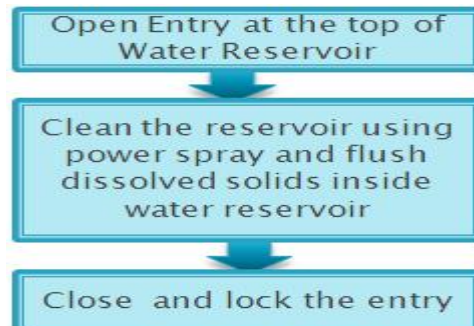 Open Entry at the top of
Water Reservoir
Clean the reservoir using
power spray and flush
dissolved solids inside
water reservoir
Close and lock the entry